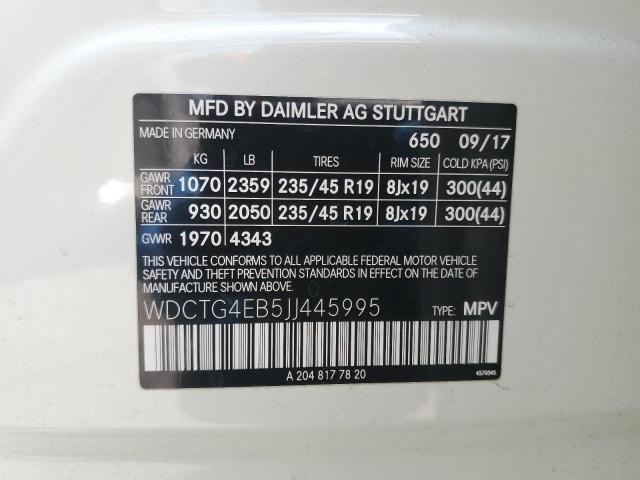 MFD BY DAIMLER AG STUTTGART
MADE IN GERMANY 650 09/17
KG LB TIRES RIM SIZE COLD KPA (PSI)
GAWR FRONT 1070 2359 235/45 R19 8Jx19 300(44)
GAWR REAR 930 2050 235/45 R19 8Jx19 300(44)
GVWR 1970 4343
THIS VEHICLE CONFORMS TO ALL APPLICABLE FEDERAL MOTOR VEHICLE
SAFETY AND THEFT PREVENTION STANDARDS IN EFFECT ON THE DATE OF
MANUFACTURE SHOWN ABOVE.
WDCTG4EB5JJ445995 TYPE: MPV
A 204 817 78 20 4570345